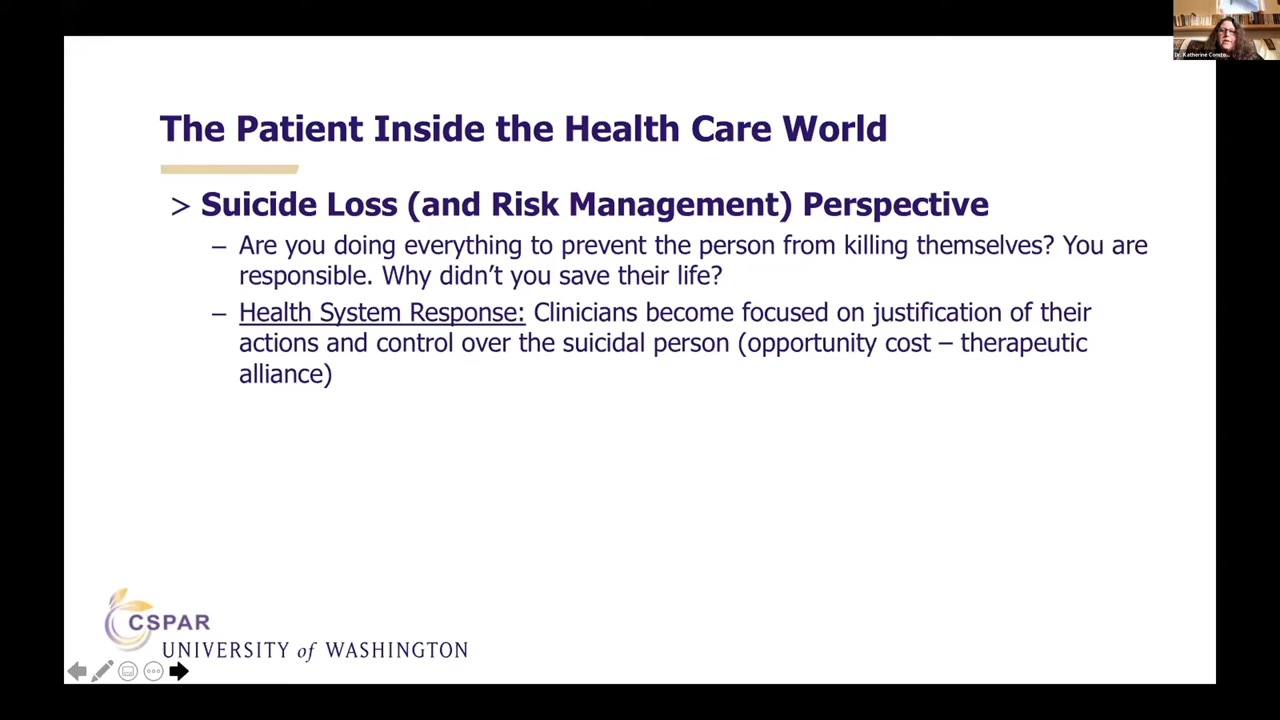 Dr. Katherine
The Patient Inside the Health Care World
> Suicide Loss (and Risk Management) Perspective
– Are you doing everything to prevent the person from killing themselves? You are
responsible. Why didn’t you save their life?
– Health System Response: Clinicians become focused on justification of their
actions and control over the suicidal person (opportunity cost – therapeutic
alliance)
CSPAR
UNIVERSITY of WASHINGTON